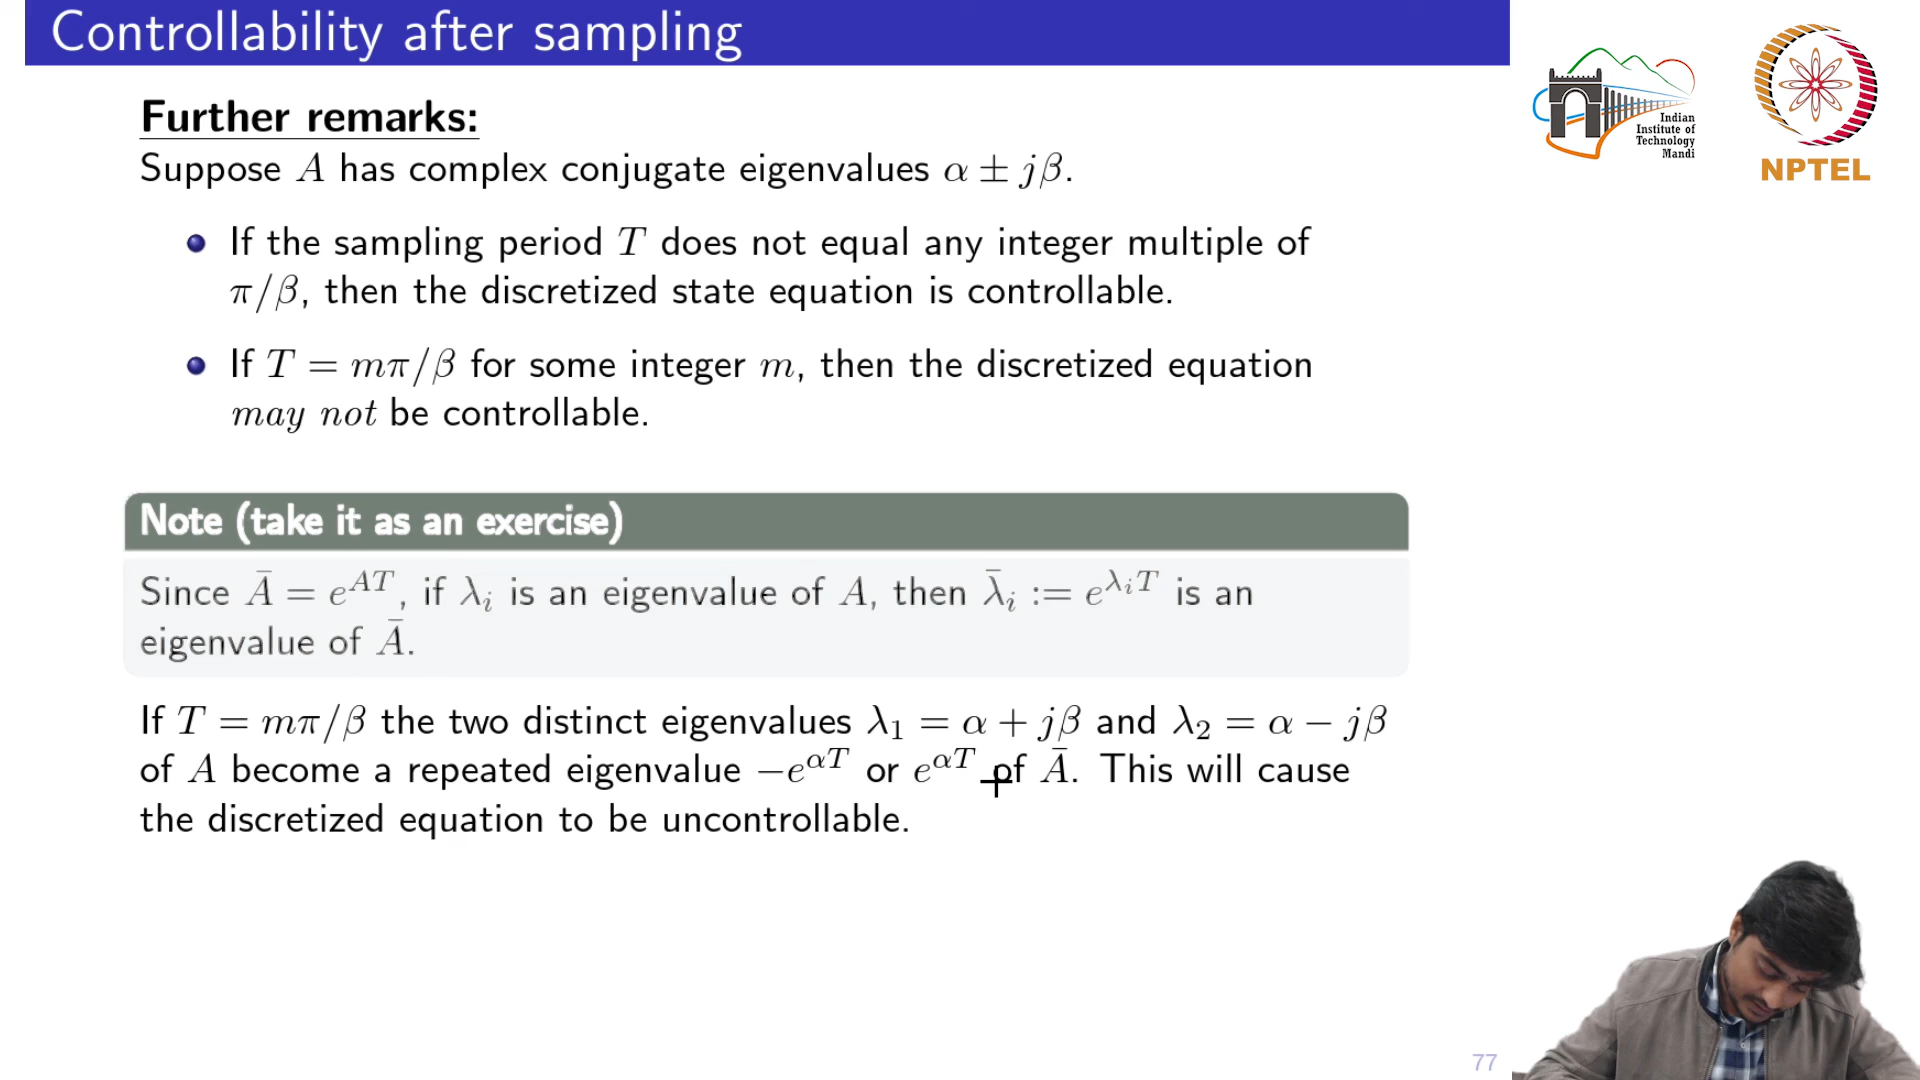 Controllability after sampling
Further remarks:
Suppose A has complex conjugate eigenvalues α ± jβ.
• If the sampling period T does not equal any integer multiple of
π/β, then the discretized state equation is controllable.
• If T = mπ/β for some integer m, then the discretized equation
may not be controllable.
Note (take it as an exercise)
Since Ā = e^{AT}, if λ_i is an eigenvalue of A, then λ̄_i := e^{λ_i T} is an
eigenvalue of Ā.
If T = mπ/β the two distinct eigenvalues λ₁ = α + jβ and λ₂ = α − jβ
of A become a repeated eigenvalue −e^{αT} or e^{αT} of Ā. This will cause
the discretized equation to be uncontrollable.
77
Indian
Institute of
Technology
Mandi
NPTEL